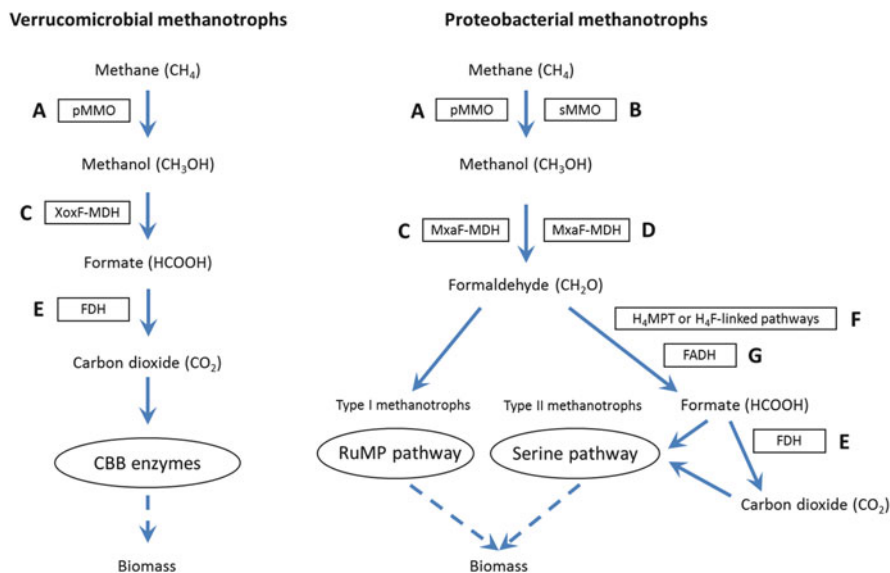 Verrucomicrobial methanotrophs
Methane (CH₄)
A pMMO
Methanol (CH₃OH)
C XoxF-MDH
Formate (HCOOH)
E FDH
Carbon dioxide (CO₂)
CBB enzymes
Biomass
Proteobacterial methanotrophs
Methane (CH₄)
A pMMO sMMO B
Methanol (CH₃OH)
C MxaF-MDH MxaF-MDH D
Formaldehyde (CH₂O)
H₄MPT or H₄F-linked pathways F
FADH G
Type I methanotrophs Type II methanotrophs Formate (HCOOH)
RuMP pathway Serine pathway FDH E
Carbon dioxide (CO₂)
Biomass